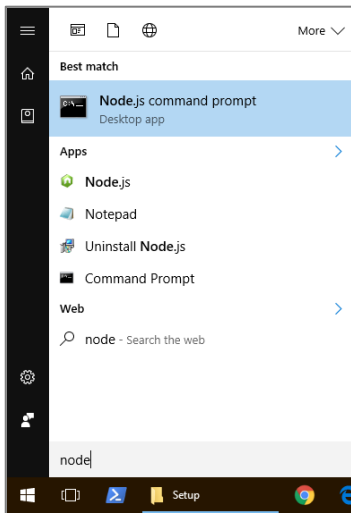 More
Best match
Node.js command prompt
Desktop app
Apps
Node.js
Notepad
Uninstall Node.js
Command Prompt
Web
node - Search the web
node
Setup